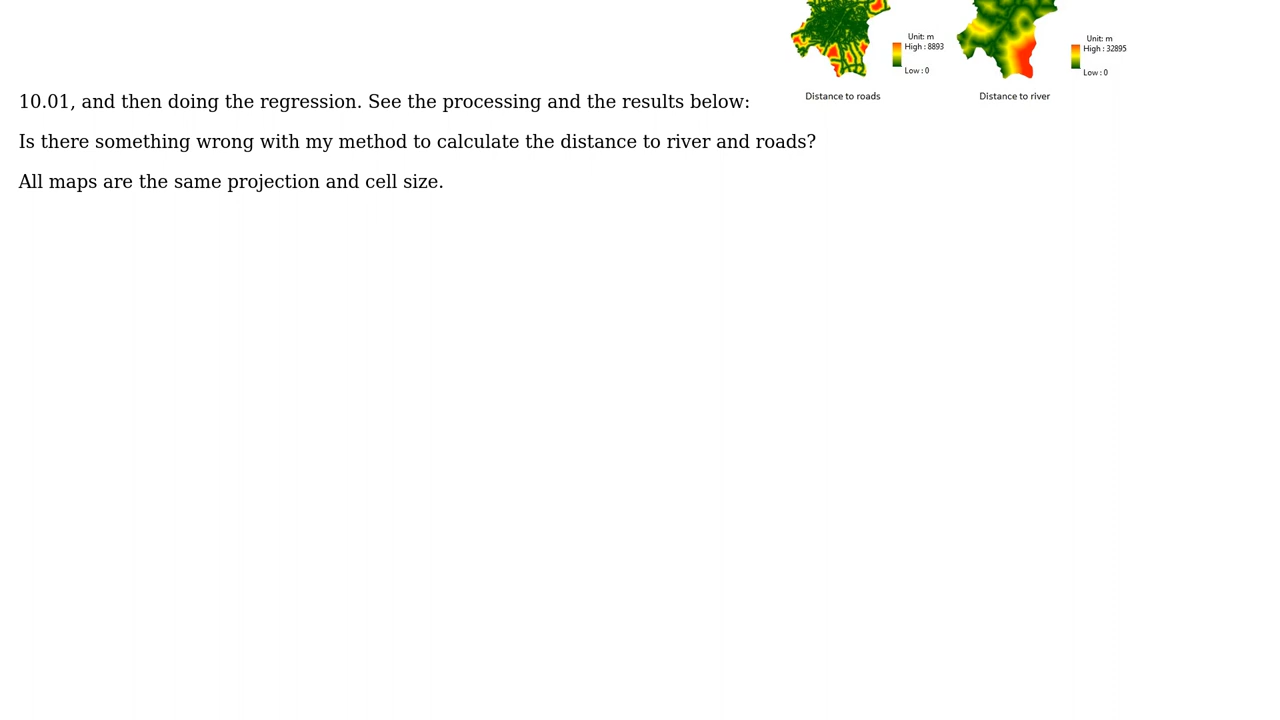 Unit: m
High : 8893
Low : 0
Distance to roads
Unit: m
High : 32895
Low : 0
Distance to river
10.01, and then doing the regression. See the processing and the results below:
Is there something wrong with my method to calculate the distance to river and roads?
All maps are the same projection and cell size.